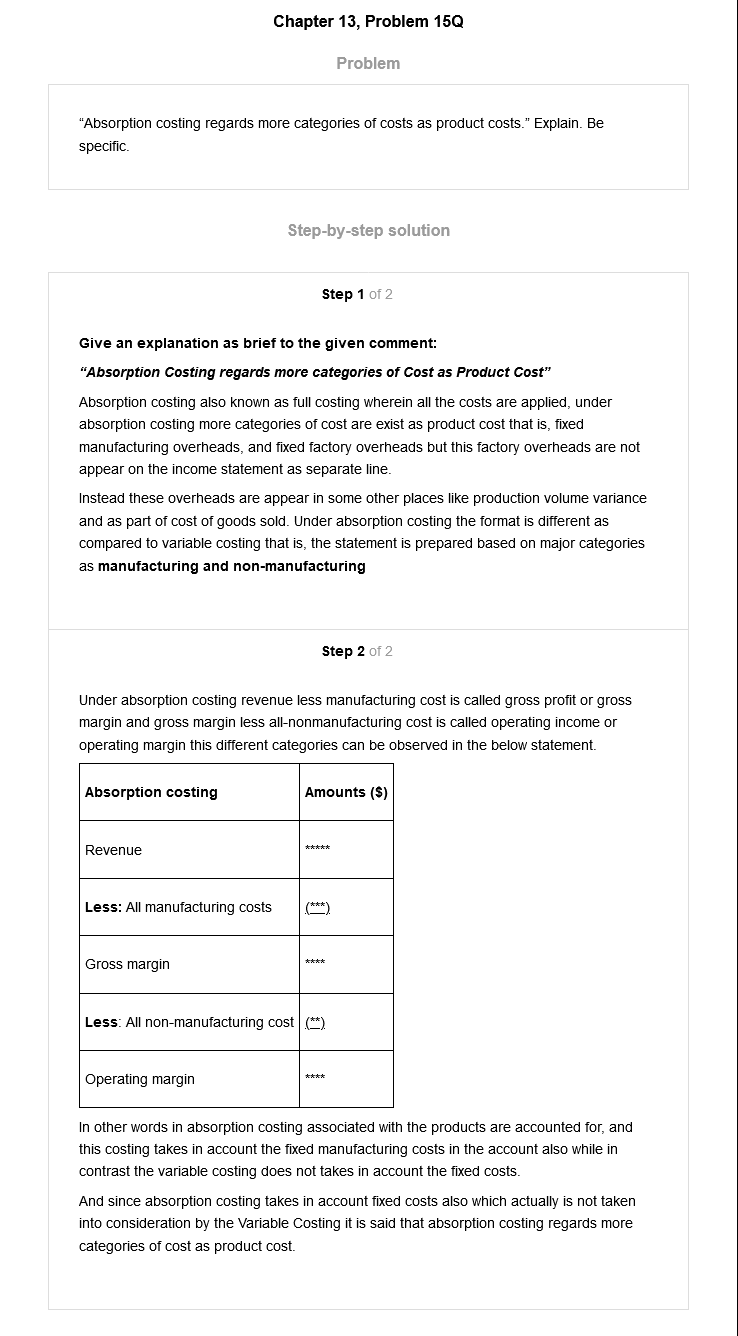 Chapter 13, Problem 15Q
Problem
“Absorption costing regards more categories of costs as product costs.” Explain. Be
specific.
Step-by-step solution
Step 1 of 2
Give an explanation as brief to the given comment:
“Absorption Costing regards more categories of Cost as Product Cost”
Absorption costing also known as full costing wherein all the costs are applied, under
absorption costing more categories of cost are exist as product cost that is, fixed
manufacturing overheads, and fixed factory overheads but this factory overheads are not
appear on the income statement as separate line.
Instead these overheads are appear in some other places like production volume variance
and as part of cost of goods sold. Under absorption costing the format is different as
compared to variable costing that is, the statement is prepared based on major categories
as manufacturing and non-manufacturing
Step 2 of 2
Under absorption costing revenue less manufacturing cost is called gross profit or gross
margin and gross margin less all-nonmanufacturing cost is called operating income or
operating margin this different categories can be observed in the below statement.
Absorption costing Amounts ($)
Revenue *****
Less: All manufacturing costs (***)
Gross margin ****
Less: All non-manufacturing cost (**)
Operating margin ****
In other words in absorption costing associated with the products are accounted for, and
this costing takes in account the fixed manufacturing costs in the account also while in
contrast the variable costing does not takes in account the fixed costs.
And since absorption costing takes in account fixed costs also which actually is not taken
into consideration by the Variable Costing it is said that absorption costing regards more
categories of cost as product cost.